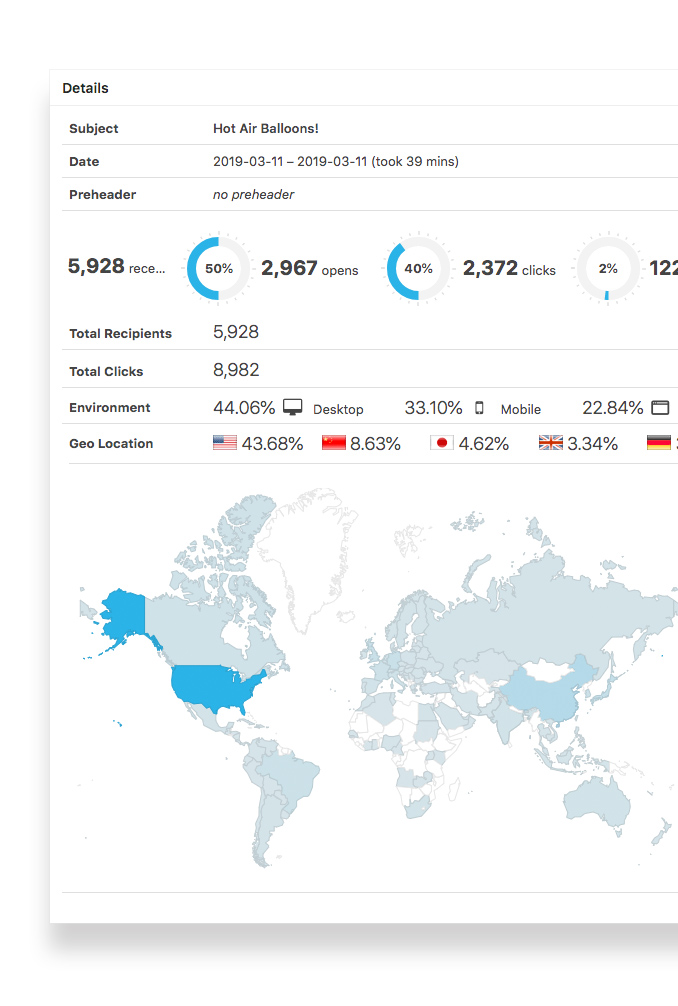 Details
Subject Hot Air Balloons!
Date 2019-03-11 – 2019-03-11 (took 39 mins)
Preheader no preheader
5,928 rece... 50% 2,967 opens 40% 2,372 clicks 2% 122
Total Recipients 5,928
Total Clicks 8,982
Environment 44.06% Desktop 33.10% Mobile 22.84%
Geo Location 43.68% 8.63% 4.62% 3.34%